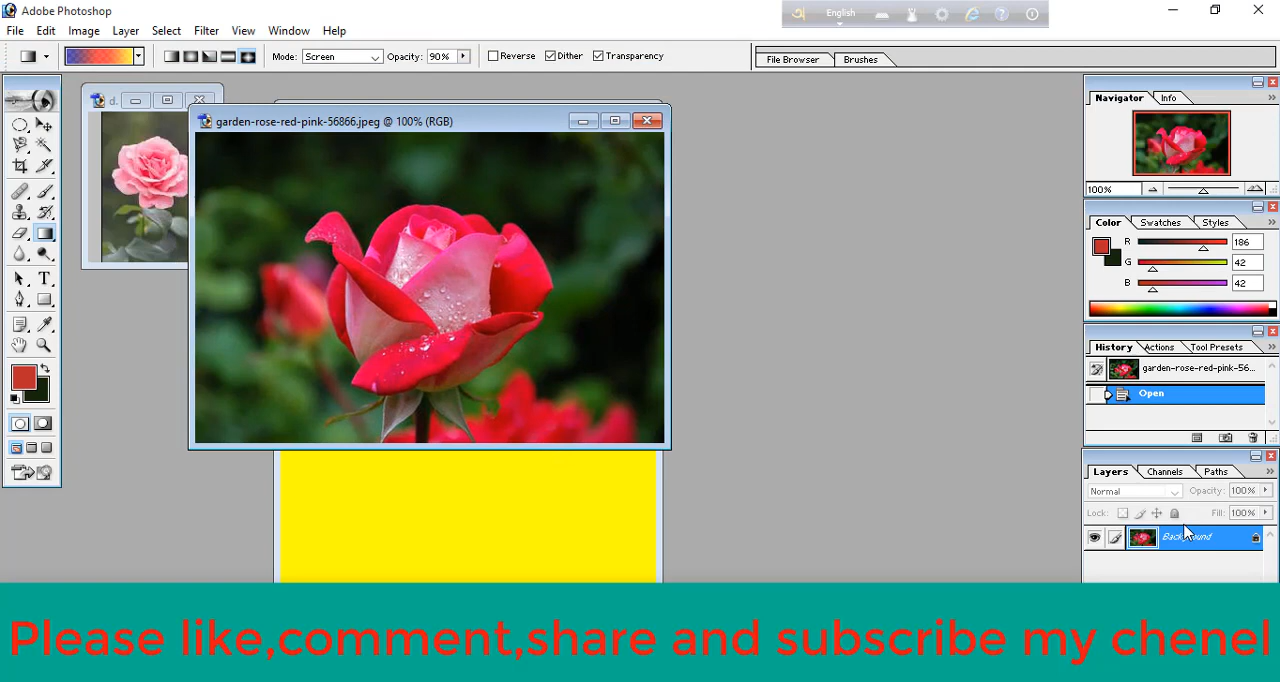 Adobe Photoshop
English
File Edit Image Layer Select Filter View Window Help
Mode: Screen Opacity: 90% Reverse Dither Transparency
File Browser Brushes
d.
garden-rose-red-pink-56866.jpeg @ 100% (RGB)
Navigator Info
100%
Color Swatches Styles
R 186
G 42
B 42
History Actions Tool Presets
garden-rose-red-pink-56...
Open
Layers Channels Paths
Normal Opacity: 100%
Lock: Fill: 100%
Background
Please like,comment,share and subscribe my chenel